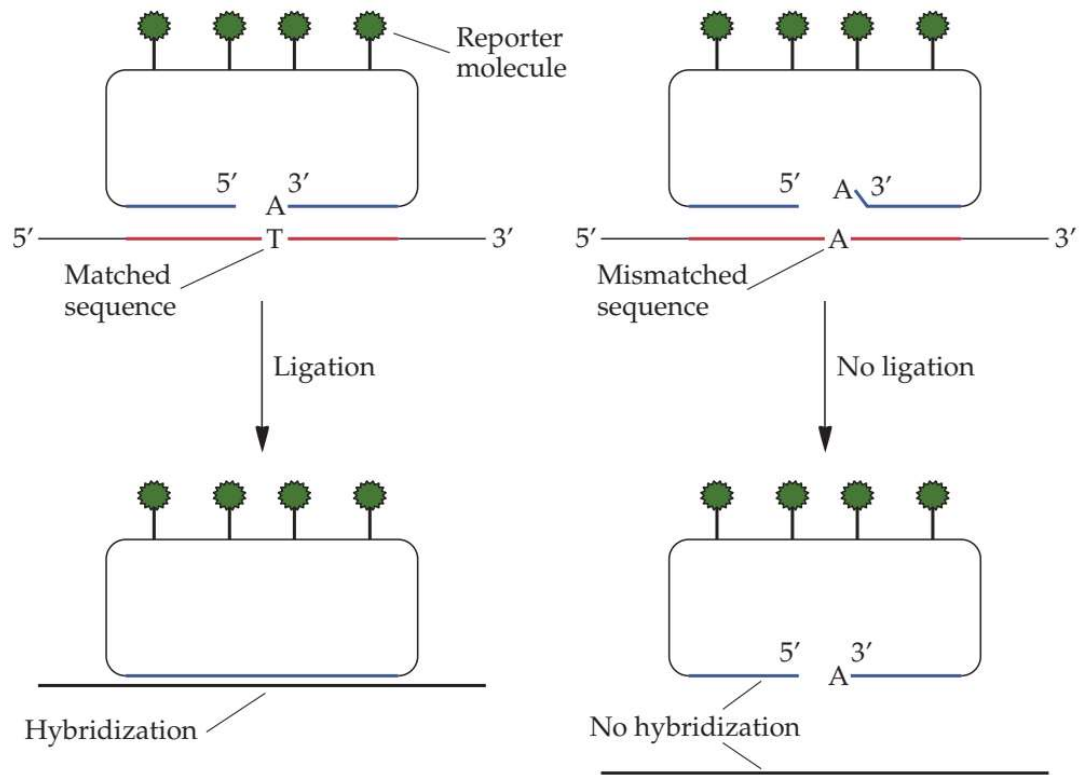 Reporter
molecule
5′ 3′
A
5′ T 3′
Matched
sequence
Ligation
Hybridization
5′ A 3′
5′ A 3′
Mismatched
sequence
No ligation
5′ 3′
A
No hybridization